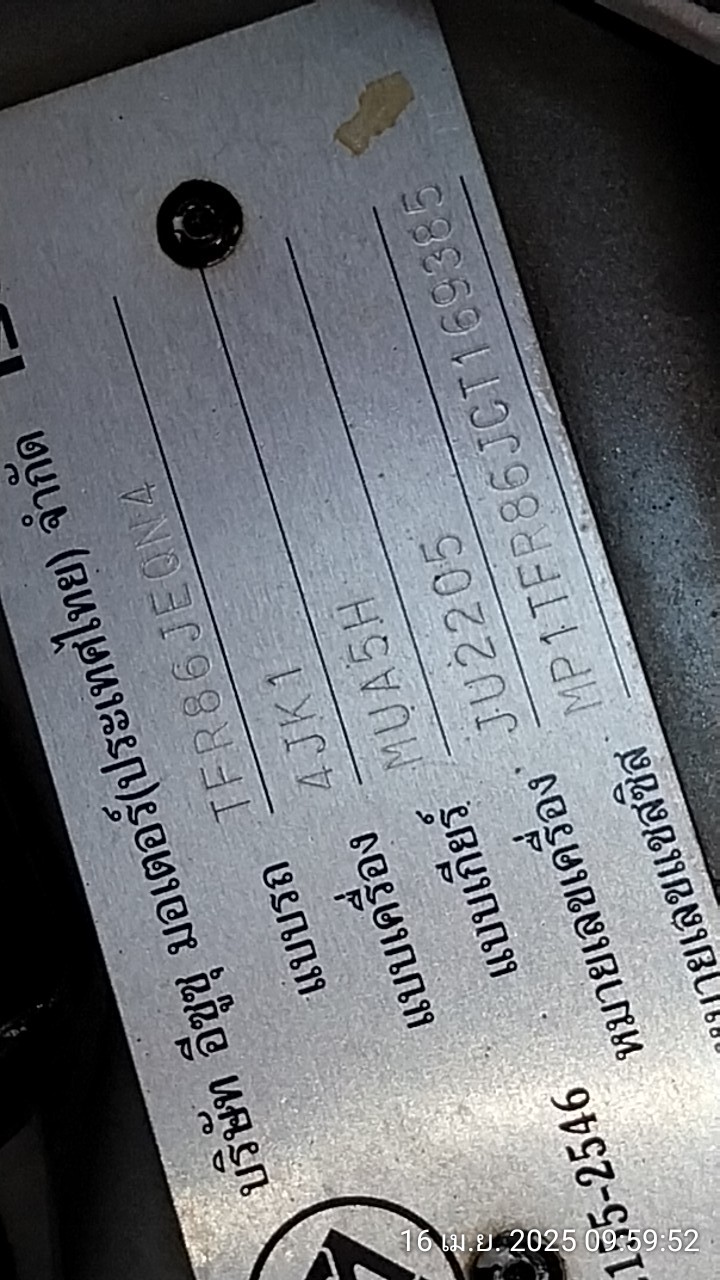 บริษัท อีซูซุ มอเตอร์(ประเทศไทย) จำกัด
แบบรถ TFR86JEQN4
แบบเครื่อง 4JK1
แบบเกียร์ MUA5H
หมายเลขเครื่อง JU2205
หมายเลขแชสซีส MP1TFR86JCT169385
115-2546
16 เม.ย. 2025 09:59:52